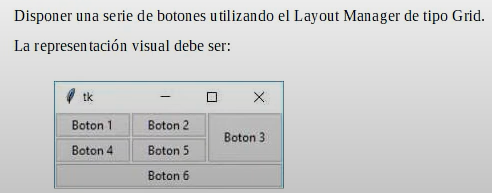 Disponer una serie de botones utilizando el Layout Manager de tipo Grid.
La representación visual debe ser:
tk
Boton 1 Boton 2 Boton 3
Boton 4 Boton 5
Boton 6